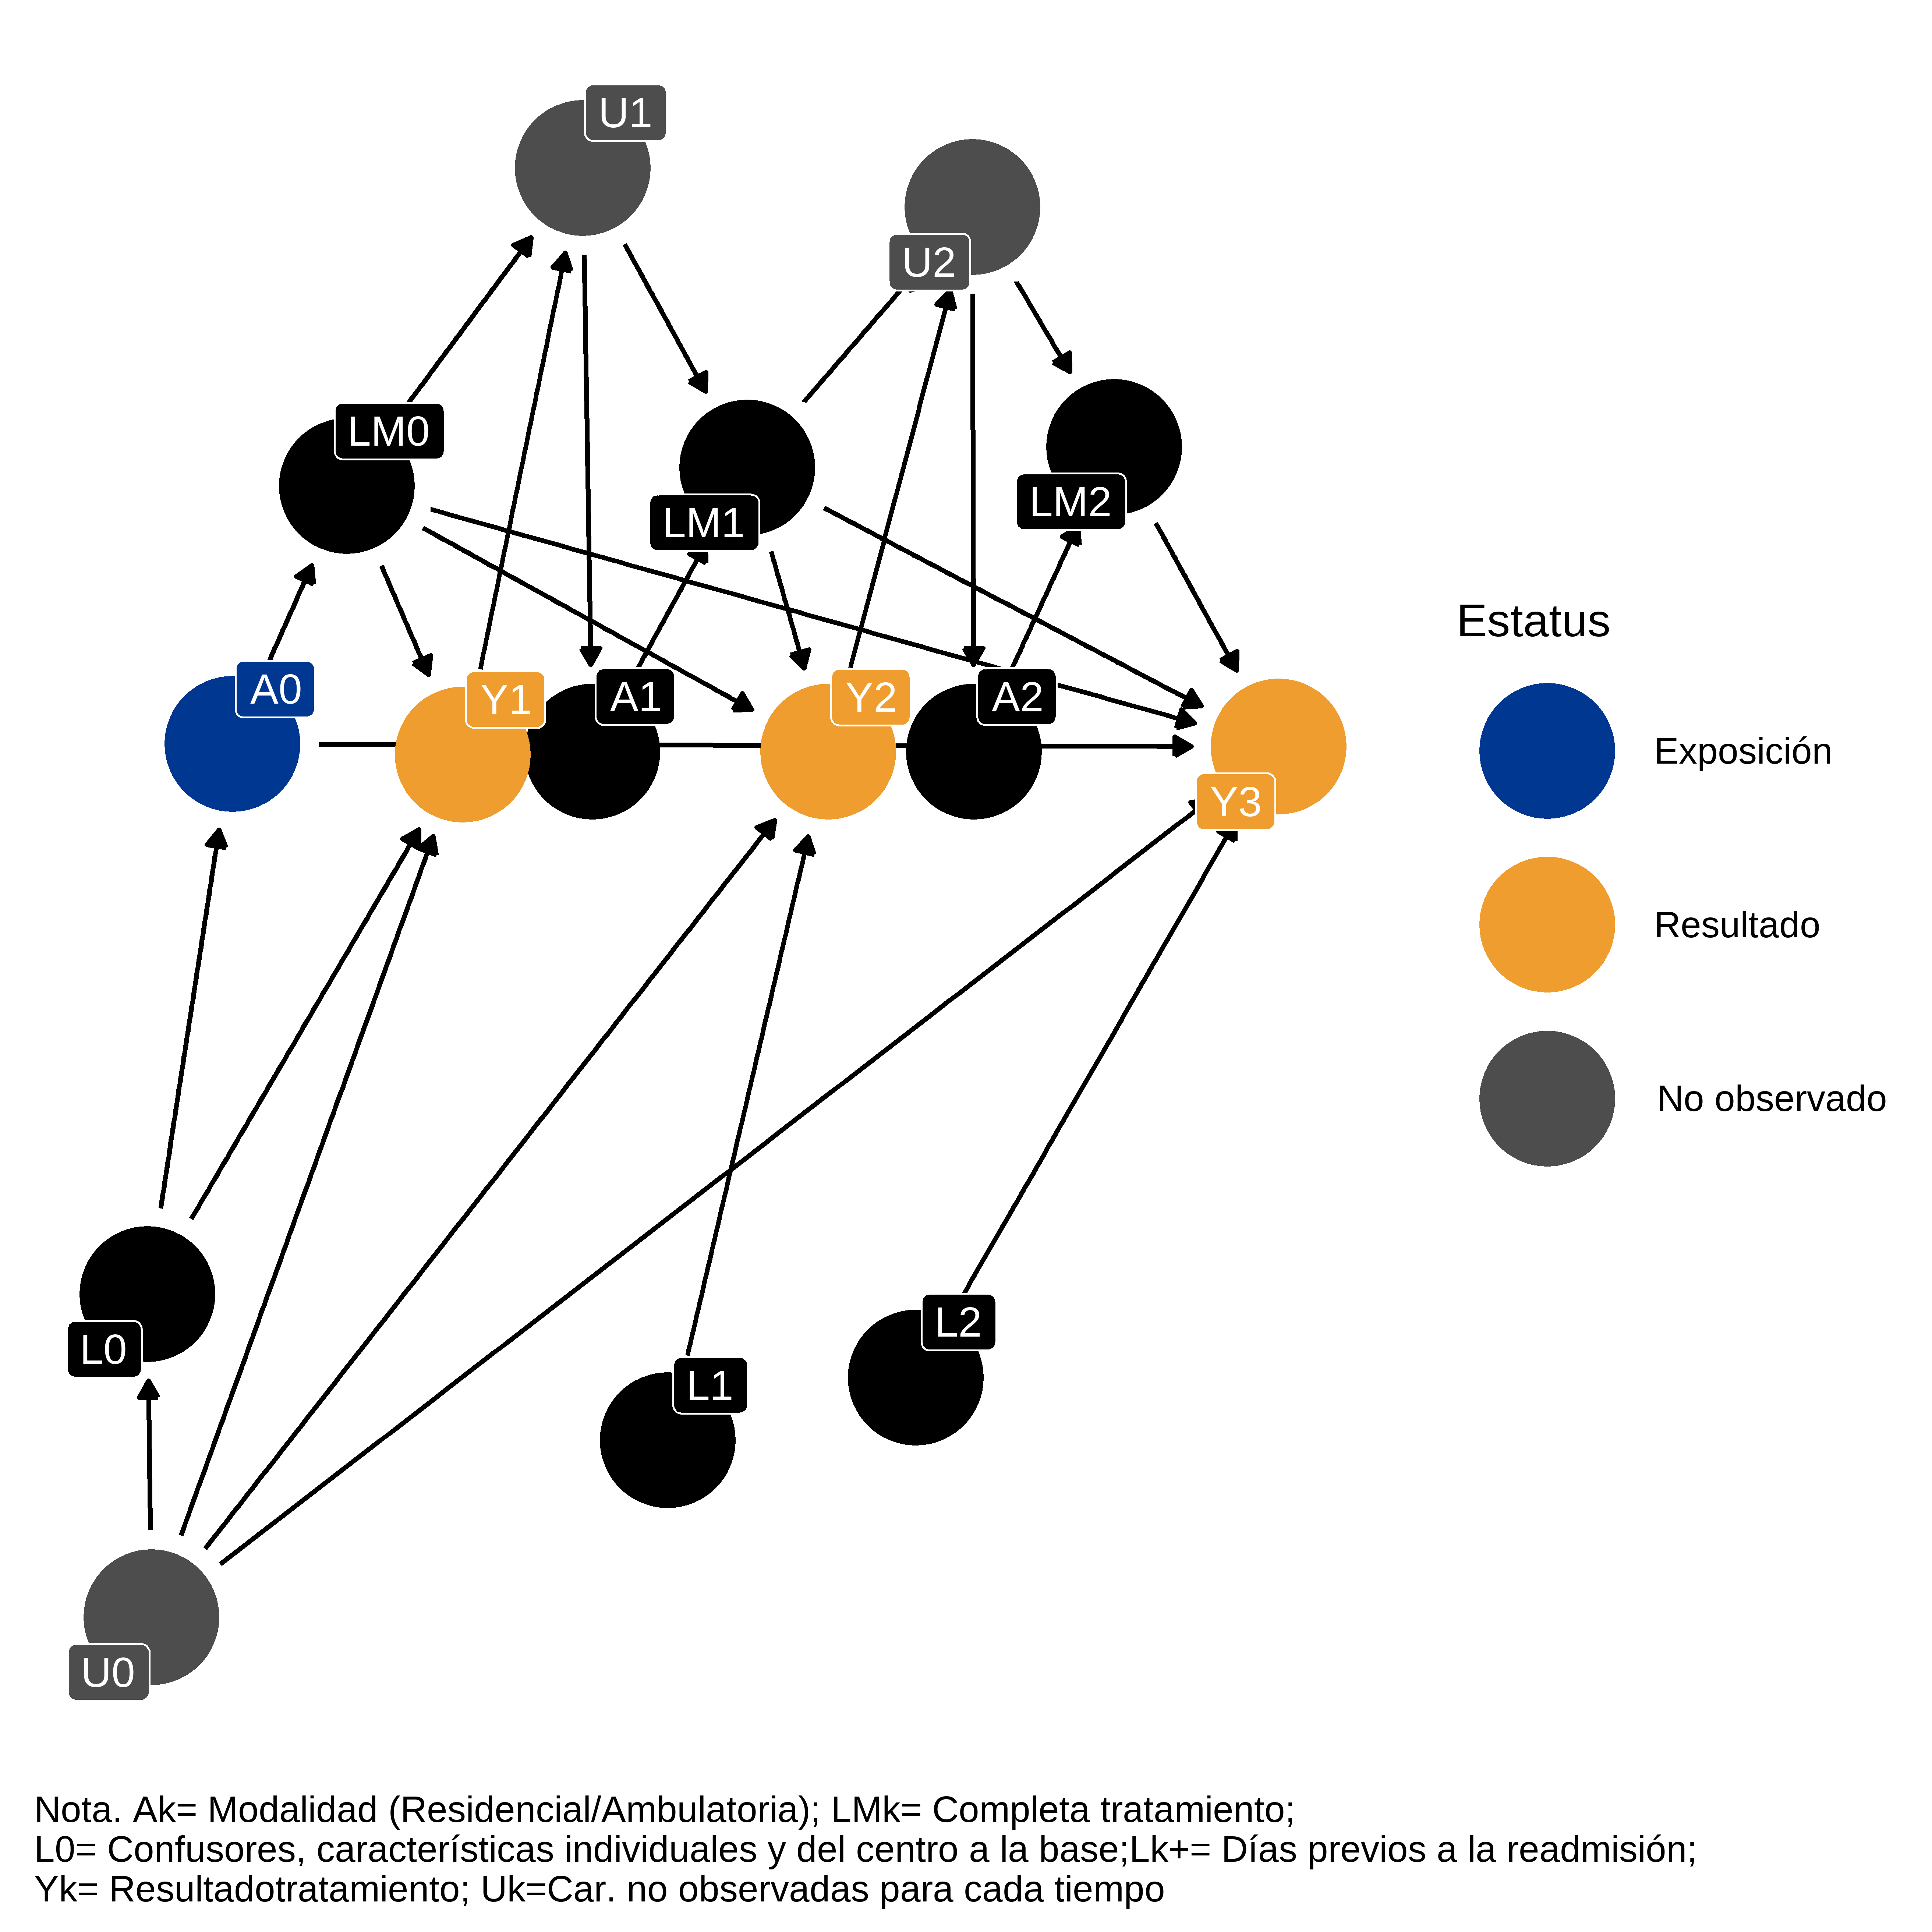 U1
U2
LM0
LM1
LM2
A0
Y1
A1
Y2
A2
Y3
L0
L1
L2
U0
Estatus
Exposición
Resultado
No observado
Nota. Ak= Modalidad (Residencial/Ambulatoria); LMk= Completa tratamiento;
L0= Confusores, características individuales y del centro a la base;Lk+= Días previos a la readmisión;
Yk= Resultadotratamiento; Uk=Car. no observadas para cada tiempo